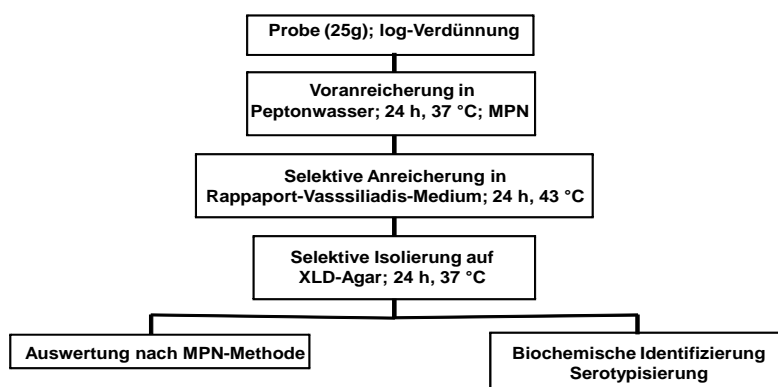 Probe (25g); log-Verdünnung
Voranreicherung in
Peptonwasser; 24 h, 37 °C; MPN
Selektive Anreicherung in
Rappaport-Vasssiliadis-Medium; 24 h, 43 °C
Selektive Isolierung auf
XLD-Agar; 24 h, 37 °C
Auswertung nach MPN-Methode
Biochemische Identifizierung
Serotypisierung